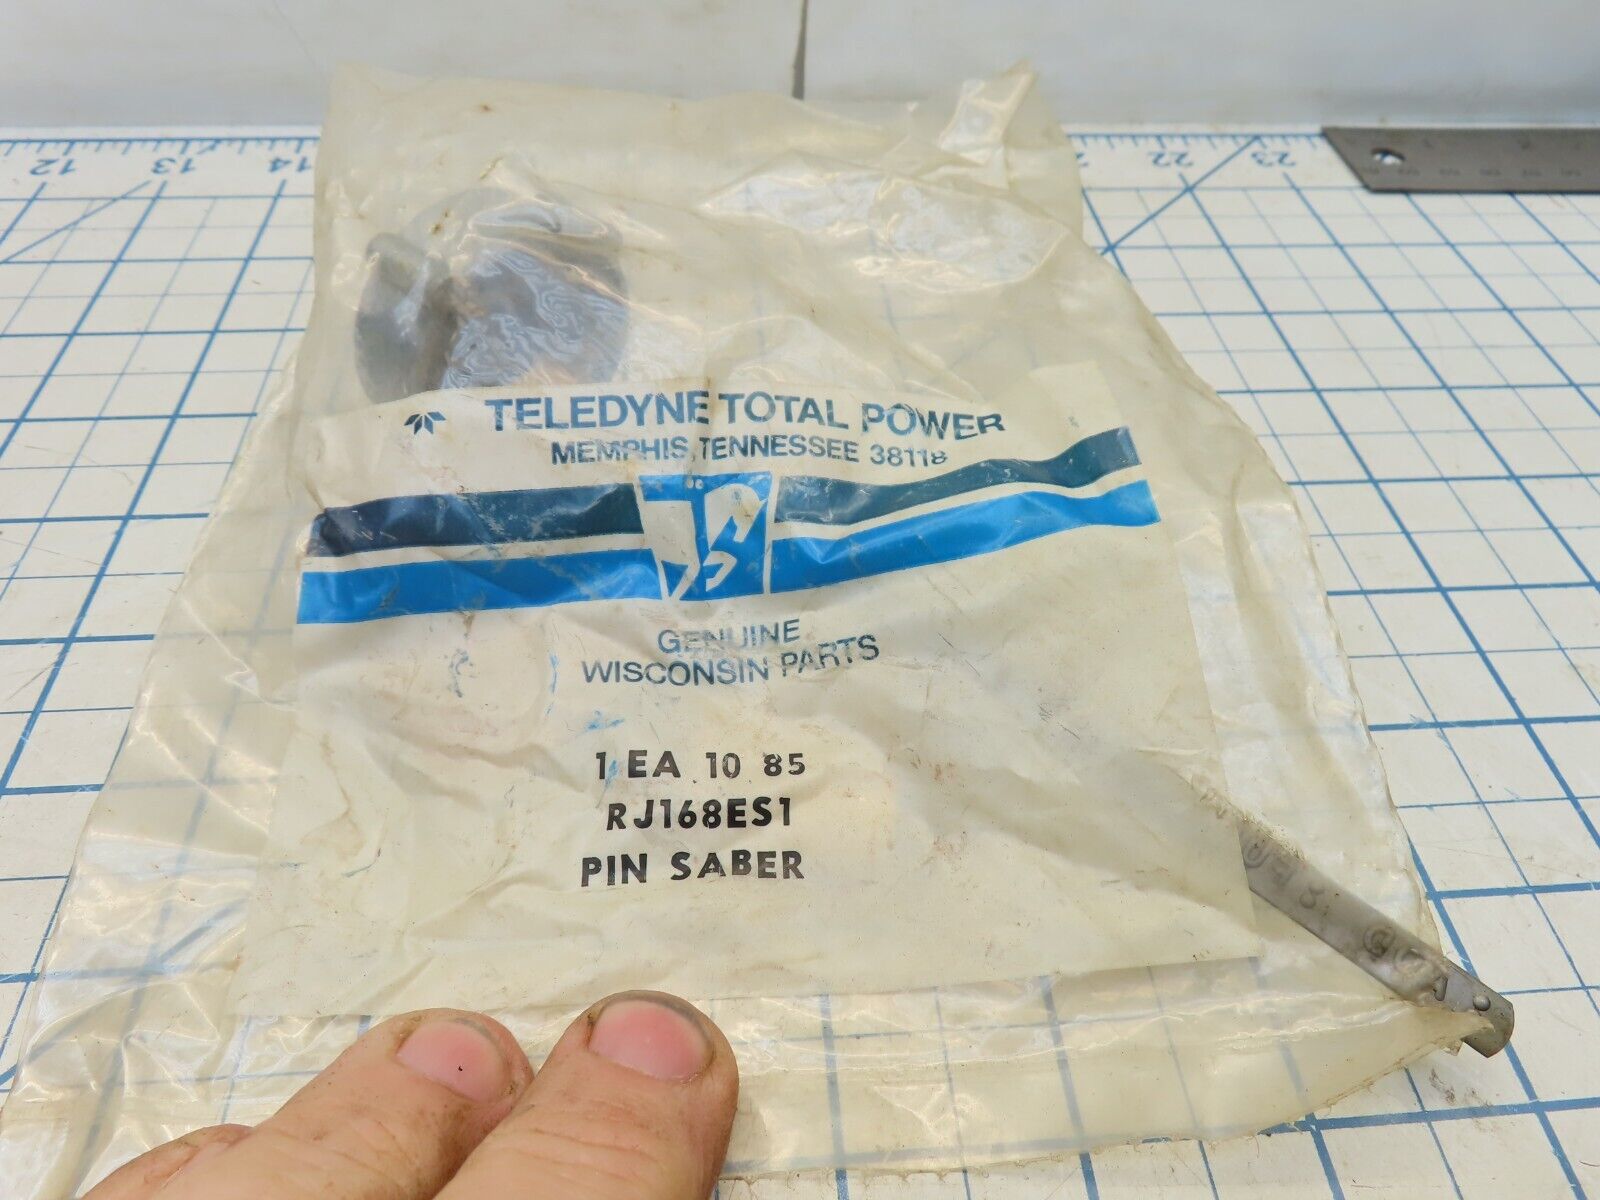 12 13 14 22 23
TELEDYNE TOTAL POWER
MEMPHIS, TENNESSEE 38118
GENUINE
WISCONSIN PARTS
1 EA 10 85
RJ168ES1
PIN SABER